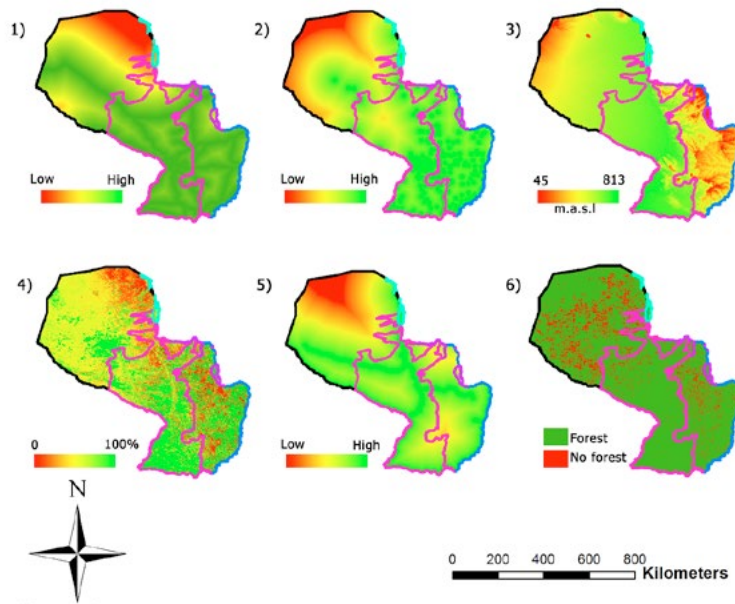 1)
2)
3)
Low High
Low High
45 813
m.a.s.l
4)
5)
6)
0 100%
Low High
Forest
No forest
N
0 200 400 600 800
Kilometers